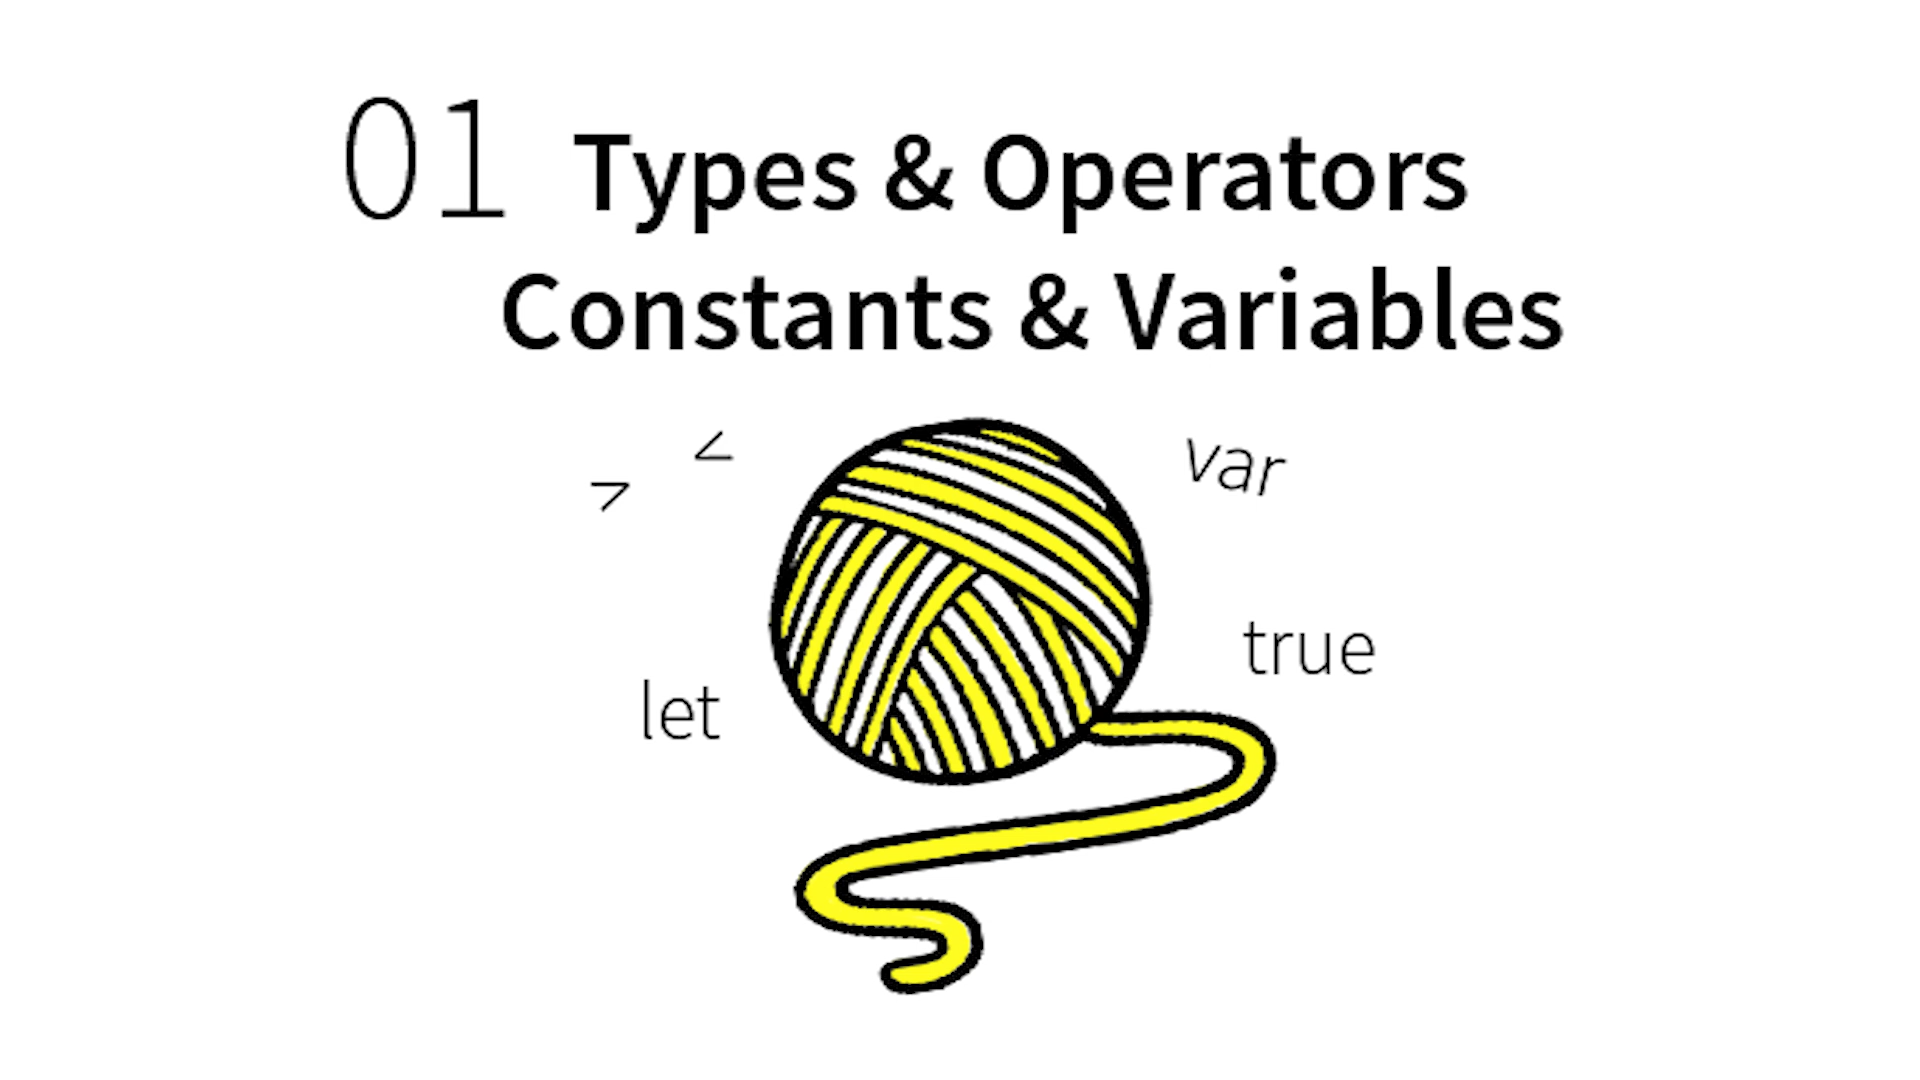 01 Types & Operators
Constants & Variables
<
>
var
true
let